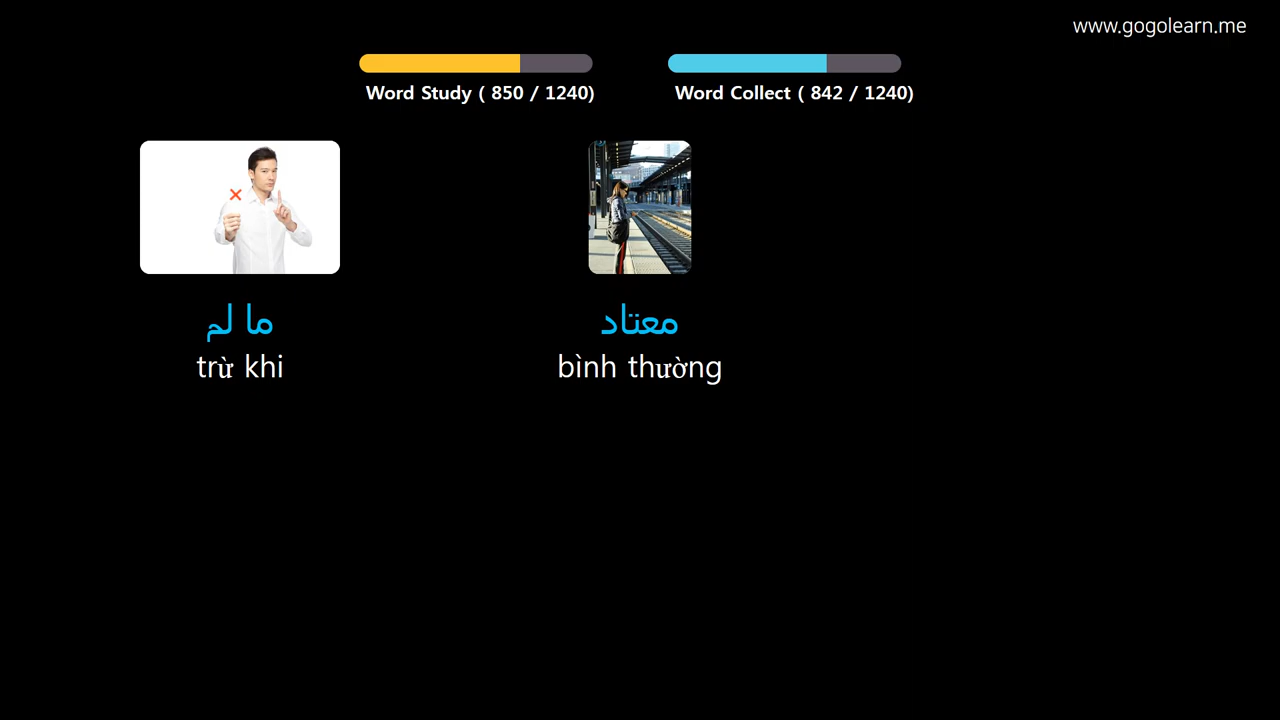 www.gogolearn.me
Word Study ( 850 / 1240)
Word Collect ( 842 / 1240)
ما لم
trừ khi
معتاد
bình thường